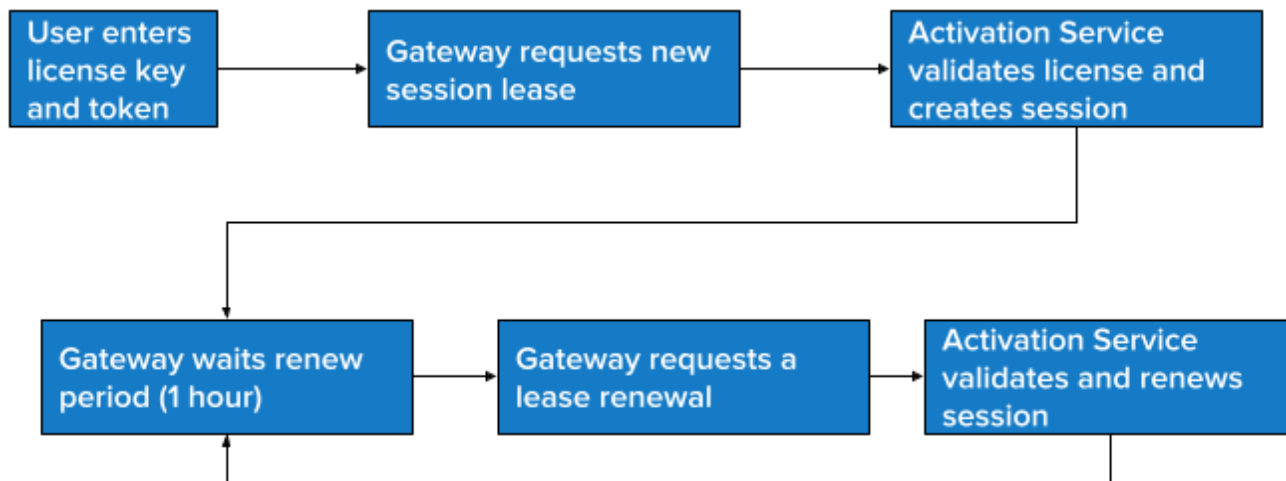 User enters
license key
and token
Gateway requests new
session lease
Activation Service
validates license and
creates session
Gateway waits renew
period (1 hour)
Gateway requests a
lease renewal
Activation Service
validates and renews
session